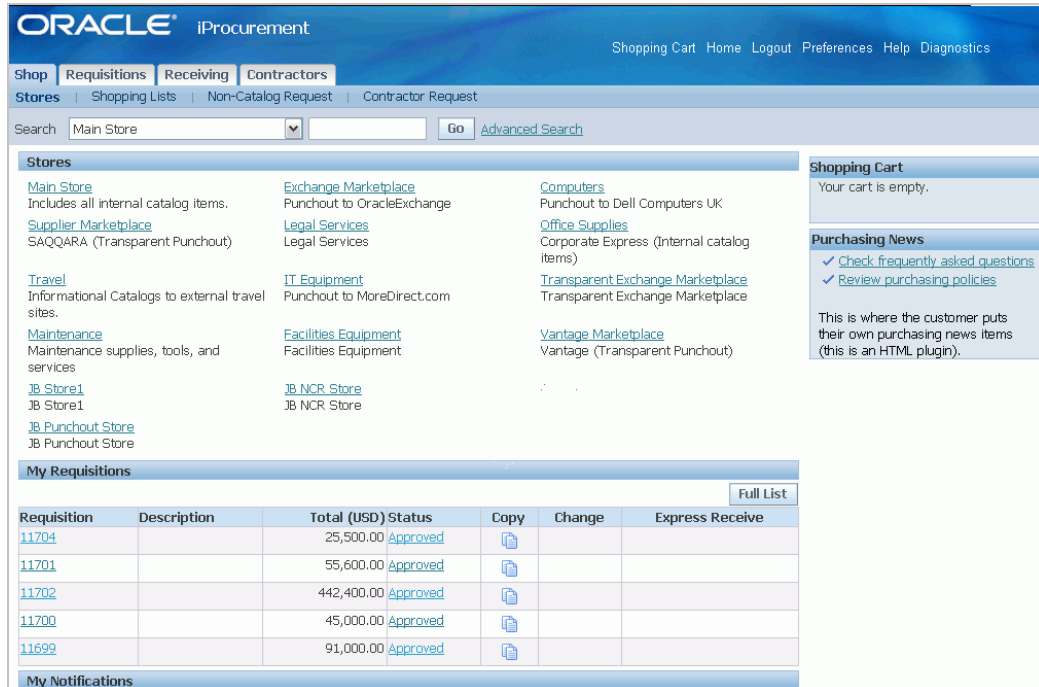 ORACLE® iProcurement
Shopping Cart Home Logout Preferences Help Diagnostics
Shop Requisitions Receiving Contractors
Stores | Shopping Lists | Non-Catalog Request | Contractor Request
Search Main Store Go Advanced Search
Stores
Main Store Exchange Marketplace Computers
Includes all internal catalog items. Punchout to OracleExchange Punchout to Dell Computers UK
Supplier Marketplace Legal Services Office Supplies
SAQQARA (Transparent Punchout) Legal Services Corporate Express (Internal catalog
items)
Travel IT Equipment Transparent Exchange Marketplace
Informational Catalogs to external travel Punchout to MoreDirect.com Transparent Exchange Marketplace
sites.
Maintenance Facilities Equipment Vantage Marketplace
Maintenance supplies, tools, and Facilities Equipment Vantage (Transparent Punchout)
services
JB Store1 JB NCR Store
JB Store1 JB NCR Store
JB Punchout Store
JB Punchout Store
Shopping Cart
Your cart is empty.
Purchasing News
Check frequently asked questions
Review purchasing policies
This is where the customer puts
their own purchasing news items
(this is an HTML plugin).
My Requisitions
Full List
Requisition Description Total (USD) Status Copy Change Express Receive
11704 25,500.00 Approved
11701 55,600.00 Approved
11702 442,400.00 Approved
11700 45,000.00 Approved
11699 91,000.00 Approved
My Notifications